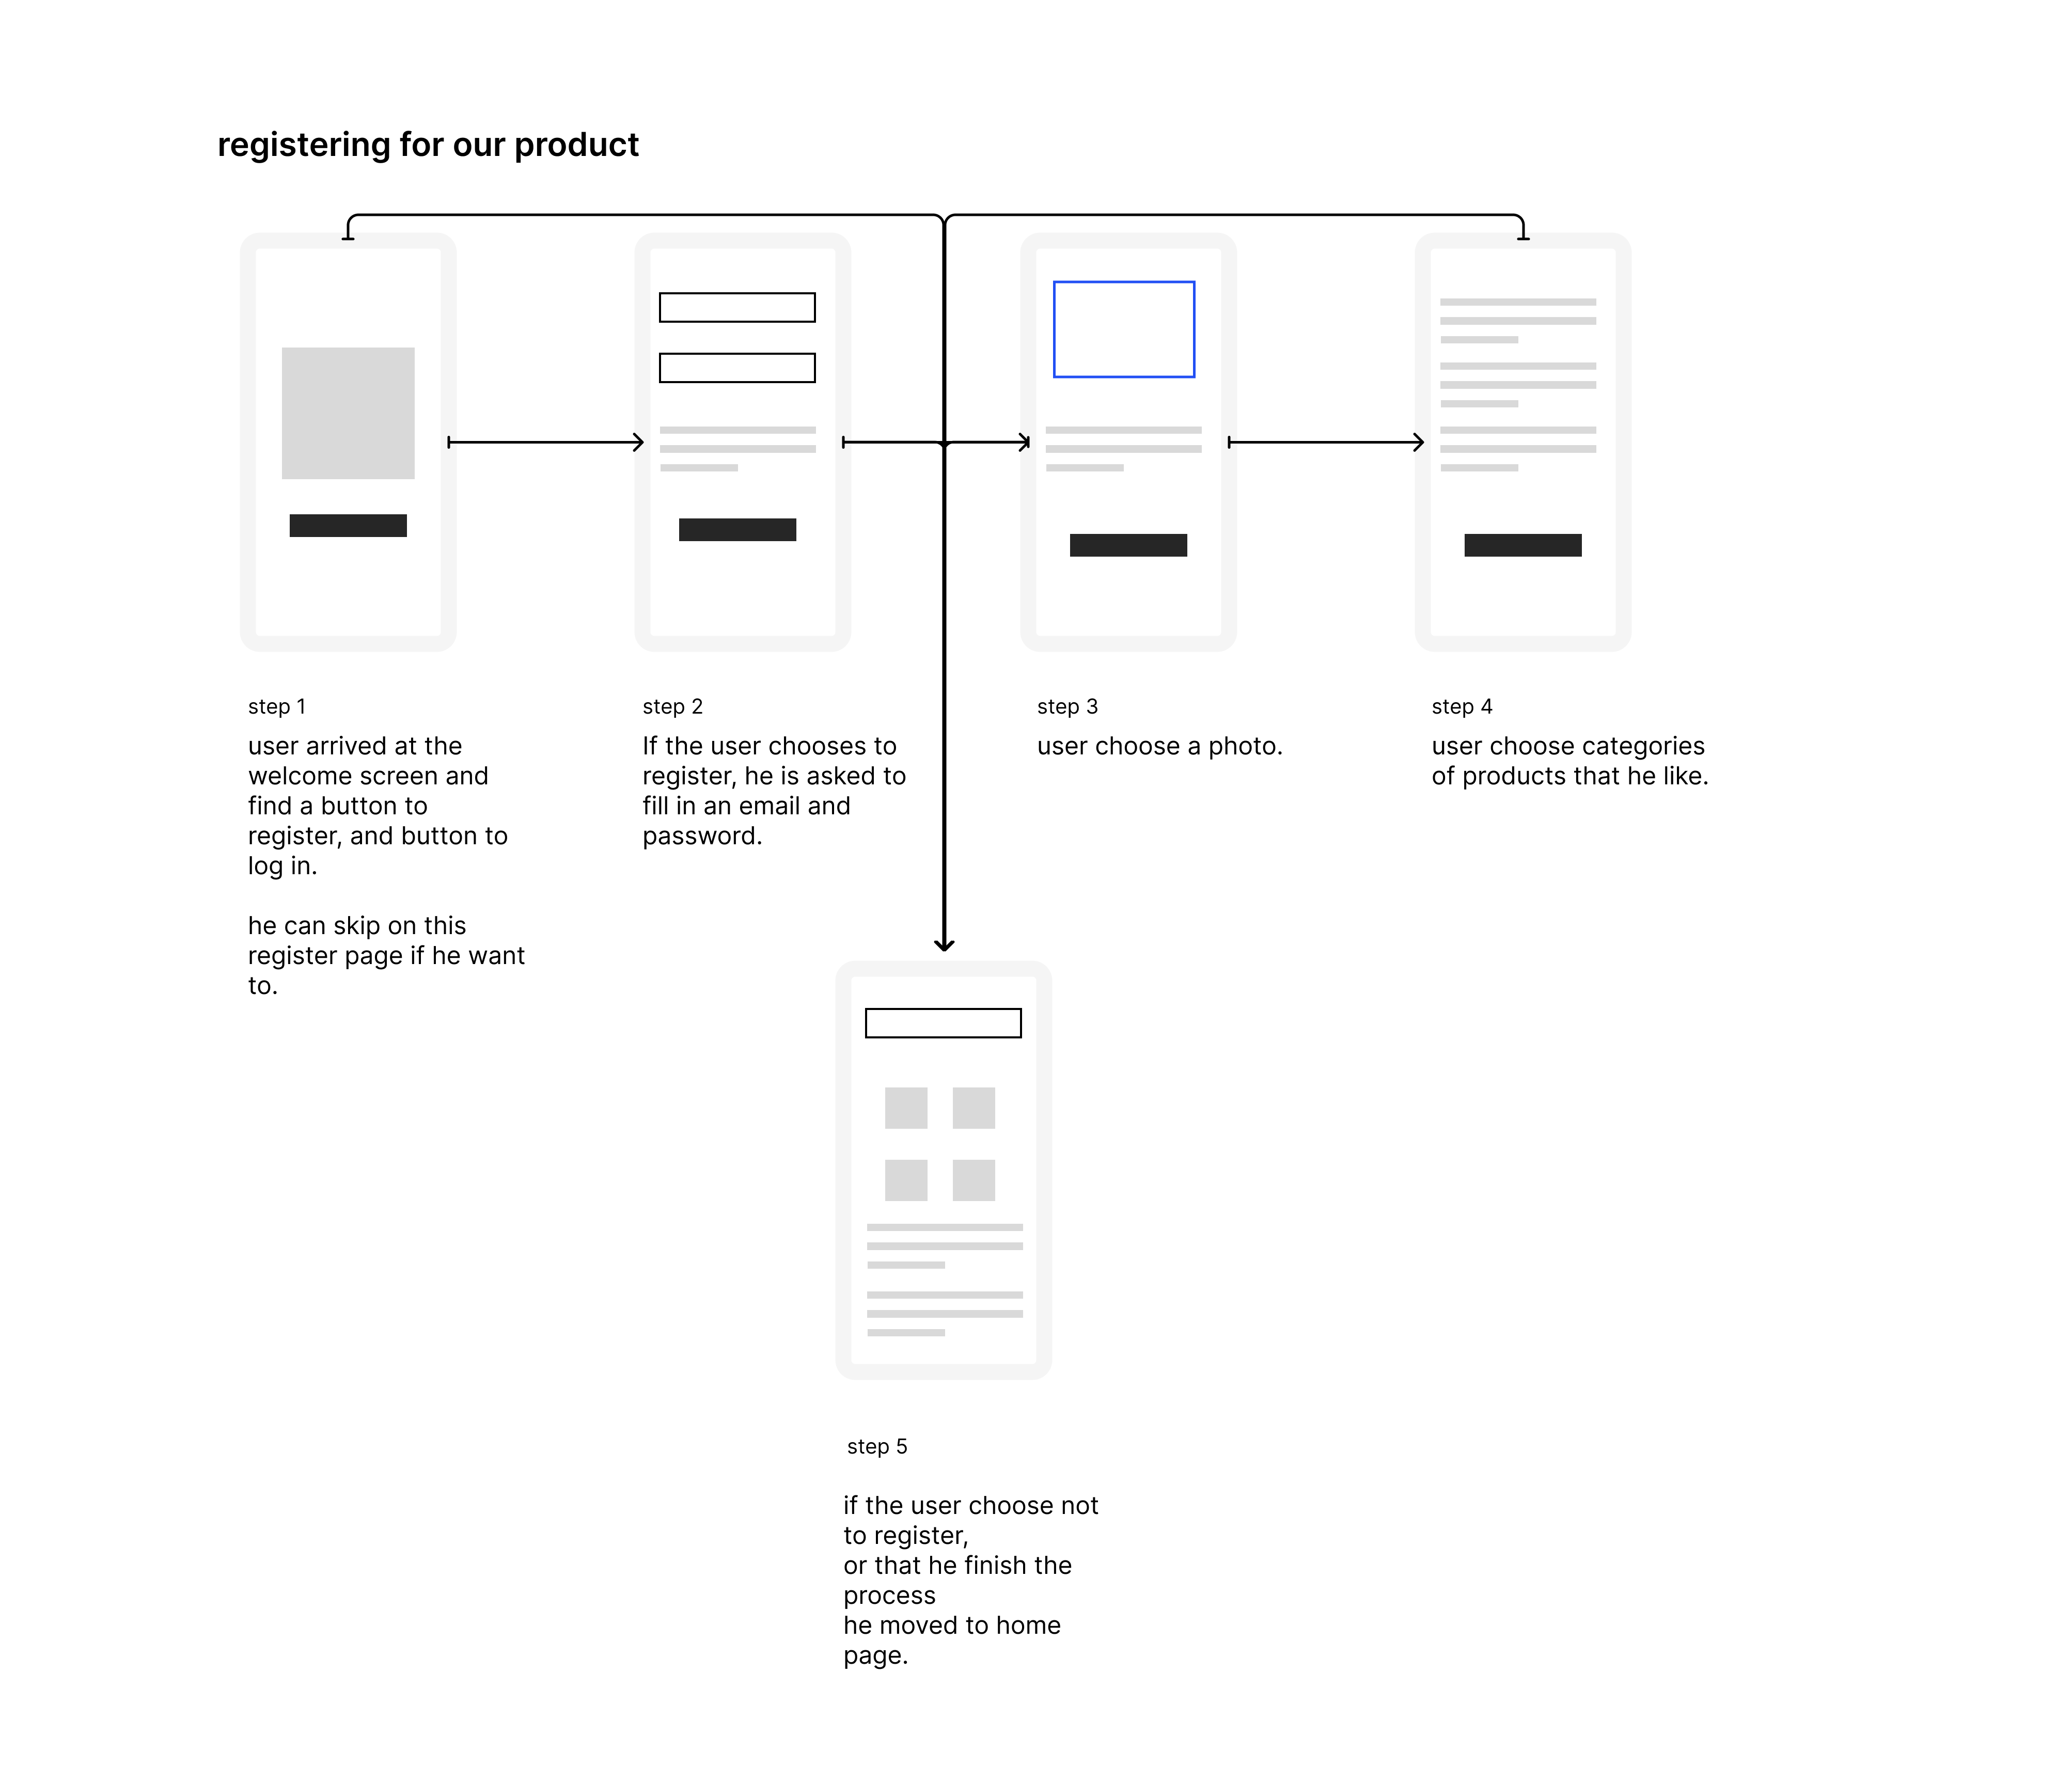 registering for our product
step 1
user arrived at the
welcome screen and
find a button to
register, and button to
log in.
he can skip on this
register page if he want
to.
step 2
If the user chooses to
register, he is asked to
fill in an email and
password.
step 3
user choose a photo.
step 4
user choose categories
of products that he like.
step 5
if the user choose not
to register,
or that he finish the
process
he moved to home
page.